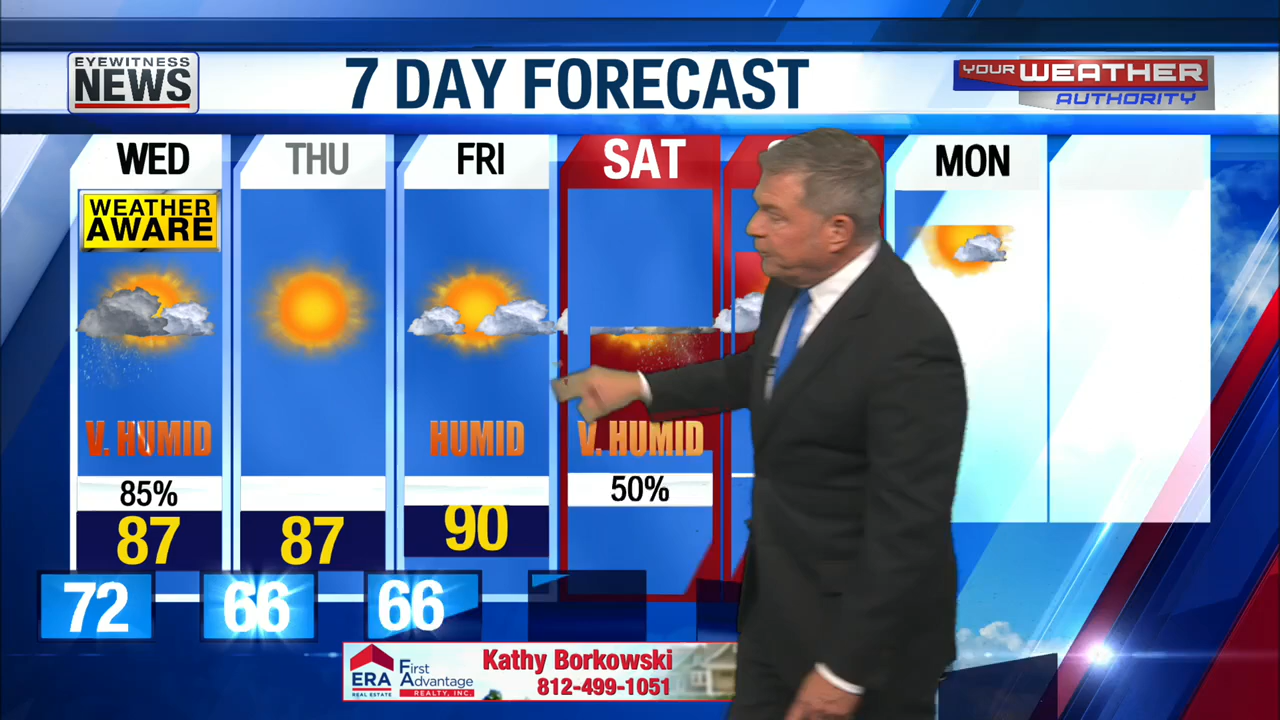 EYEWITNESS
NEWS
7 DAY FORECAST
YOUR WEATHER
AUTHORITY
WED
THU
FRI
SAT
MON
WEATHER
AWARE
V. HUMID
HUMID
V. HUMID
85%
50%
87
87
90
72
66
66
ERA
REAL ESTATE
First
Advantage
REALTY, INC.
Kathy Borkowski
812-499-1051